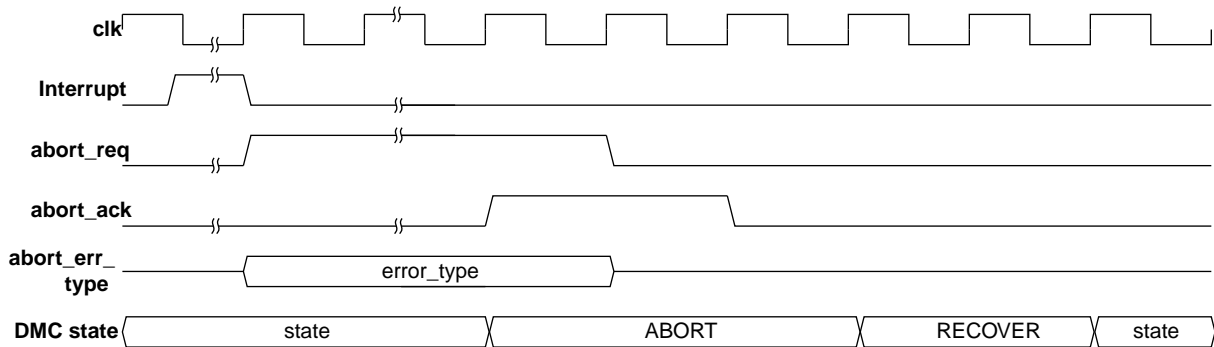 clk
Interrupt
abort_req
abort_ack
abort_err_
type
error_type
DMC state
state
ABORT
RECOVER
state